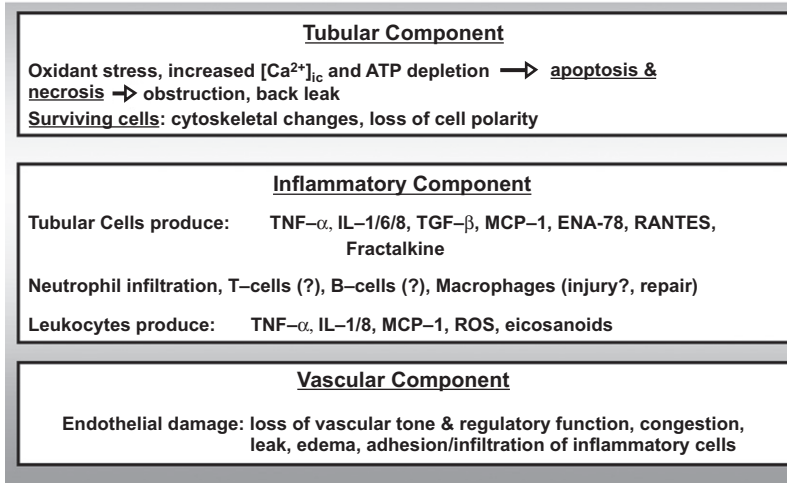 Tubular Component
Oxidant stress, increased [Ca²⁺]ᵢc and ATP depletion → apoptosis &
necrosis → obstruction, back leak
Surviving cells: cytoskeletal changes, loss of cell polarity
Inflammatory Component
Tubular Cells produce: TNF–α, IL–1/6/8, TGF–β, MCP–1, ENA-78, RANTES,
Fractalkine
Neutrophil infiltration, T–cells (?), B–cells (?), Macrophages (injury?, repair)
Leukocytes produce: TNF–α, IL–1/8, MCP–1, ROS, eicosanoids
Vascular Component
Endothelial damage: loss of vascular tone & regulatory function, congestion,
leak, edema, adhesion/infiltration of inflammatory cells